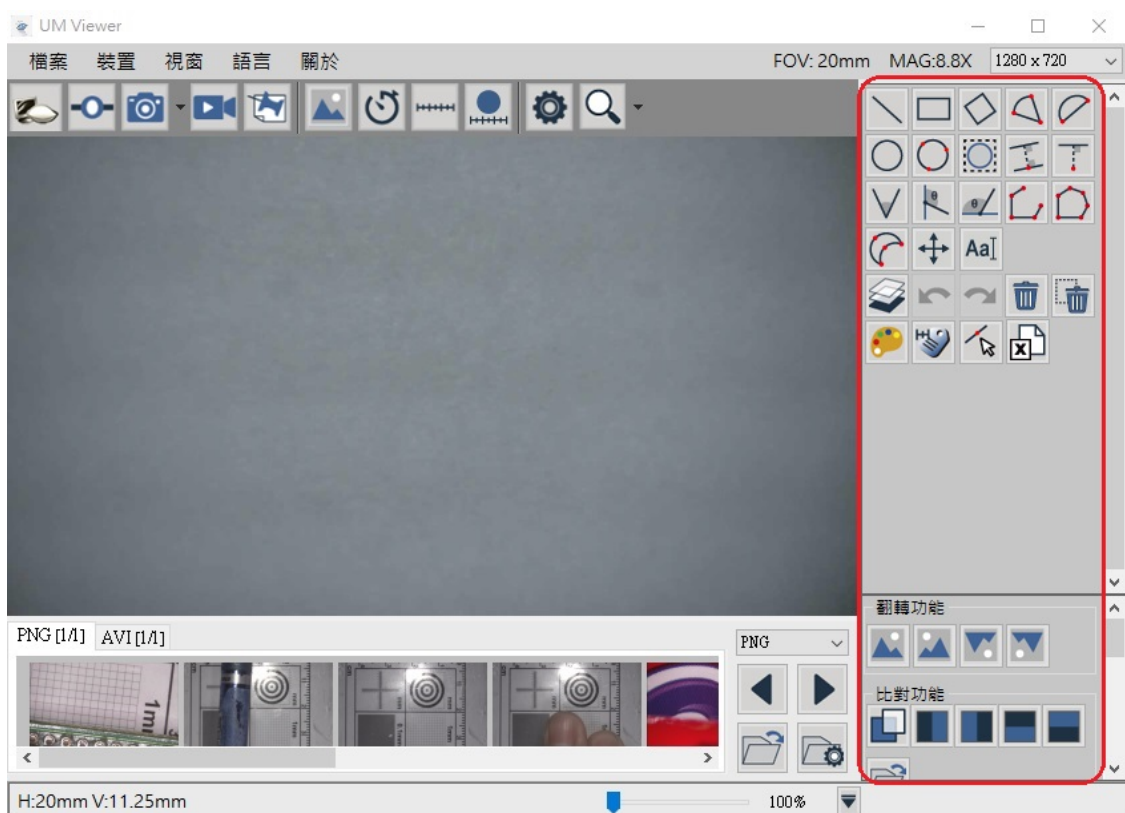 UM Viewer
檔案 裝置 視窗 語言 關於 FOV: 20mm MAG:8.8X 1280 x 720
θ θ
Aa
X
翻轉功能
PNG [1/1] AVI [1/1] PNG
比對功能
1mm
H:20mm V:11.25mm 100%